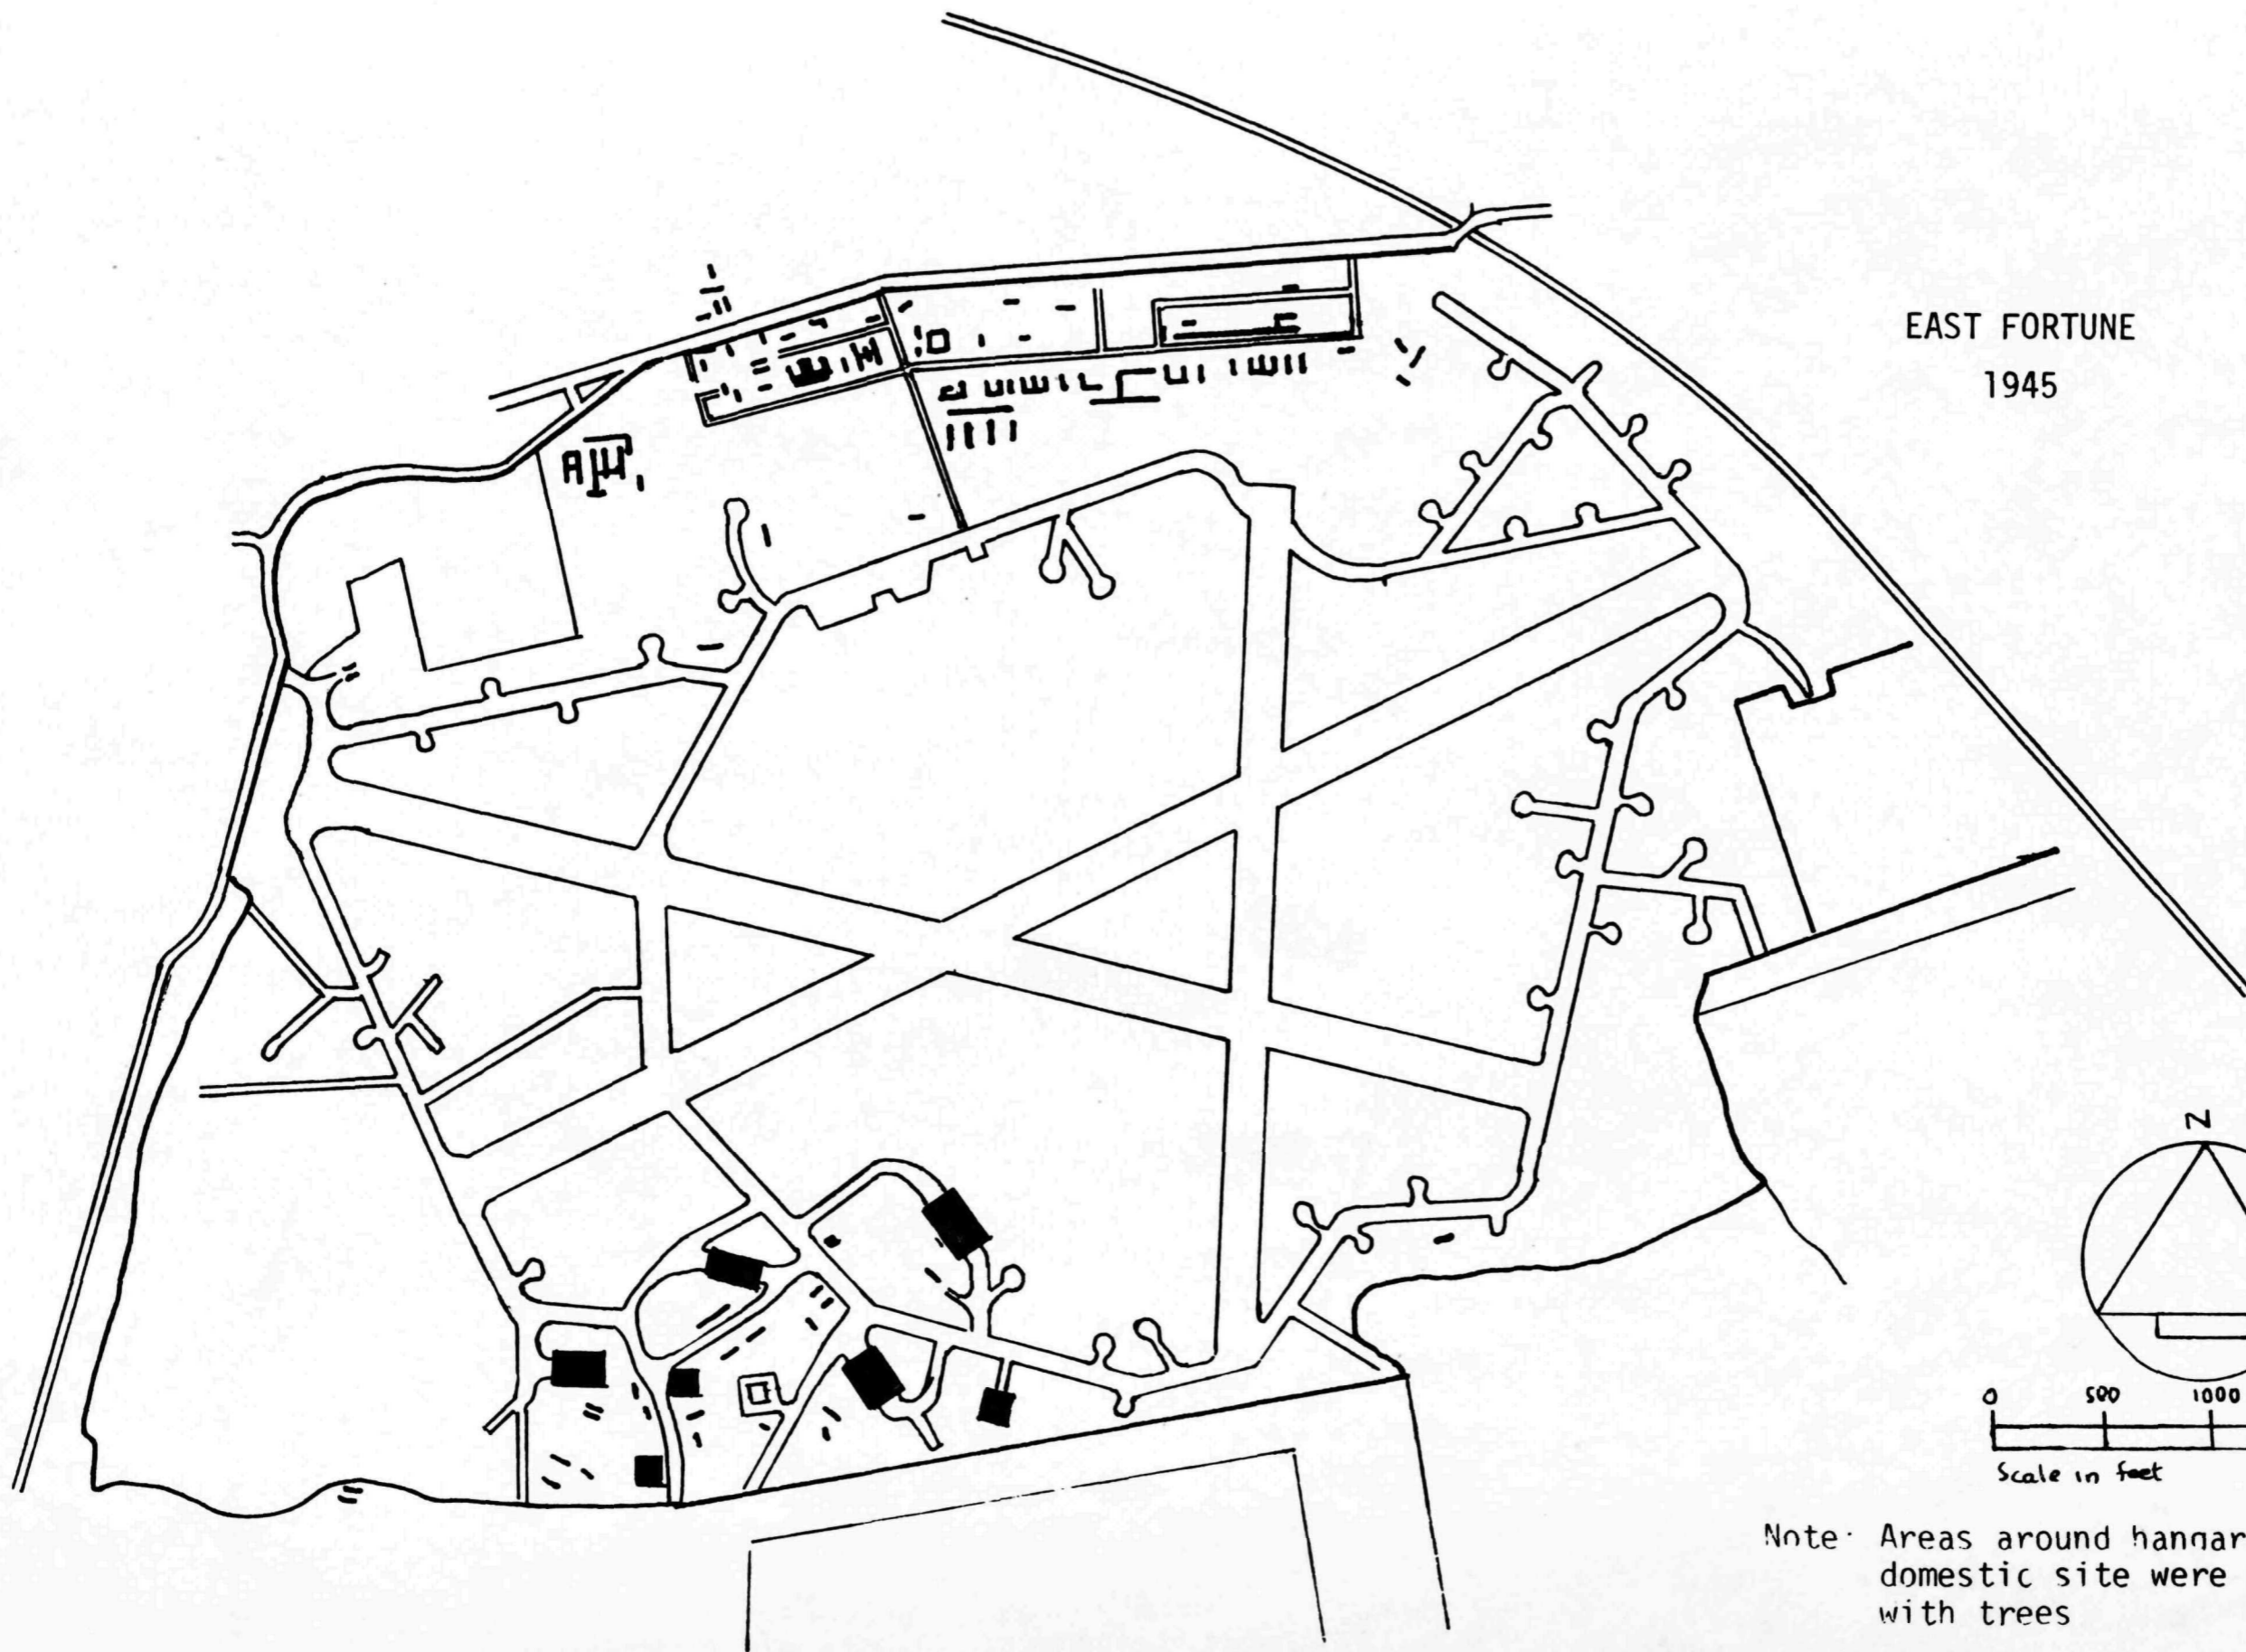 EAST FORTUNE
1945
N
0 500 1000
Scale in feet
Note: Areas around hangar
domestic site were
with trees